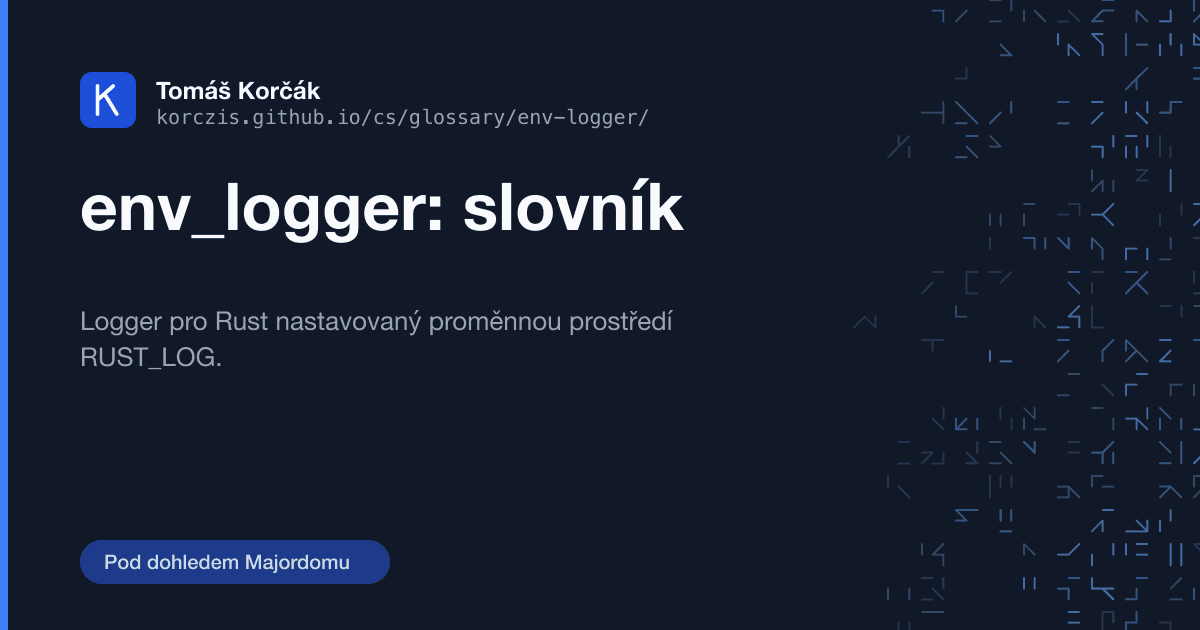 Tomáš Korčák
korczis.github.io/cs/glossary/env-logger/
env_logger: slovník
Logger pro Rust nastavovaný proměnnou prostředí
RUST_LOG.
Pod dohledem Majordomu